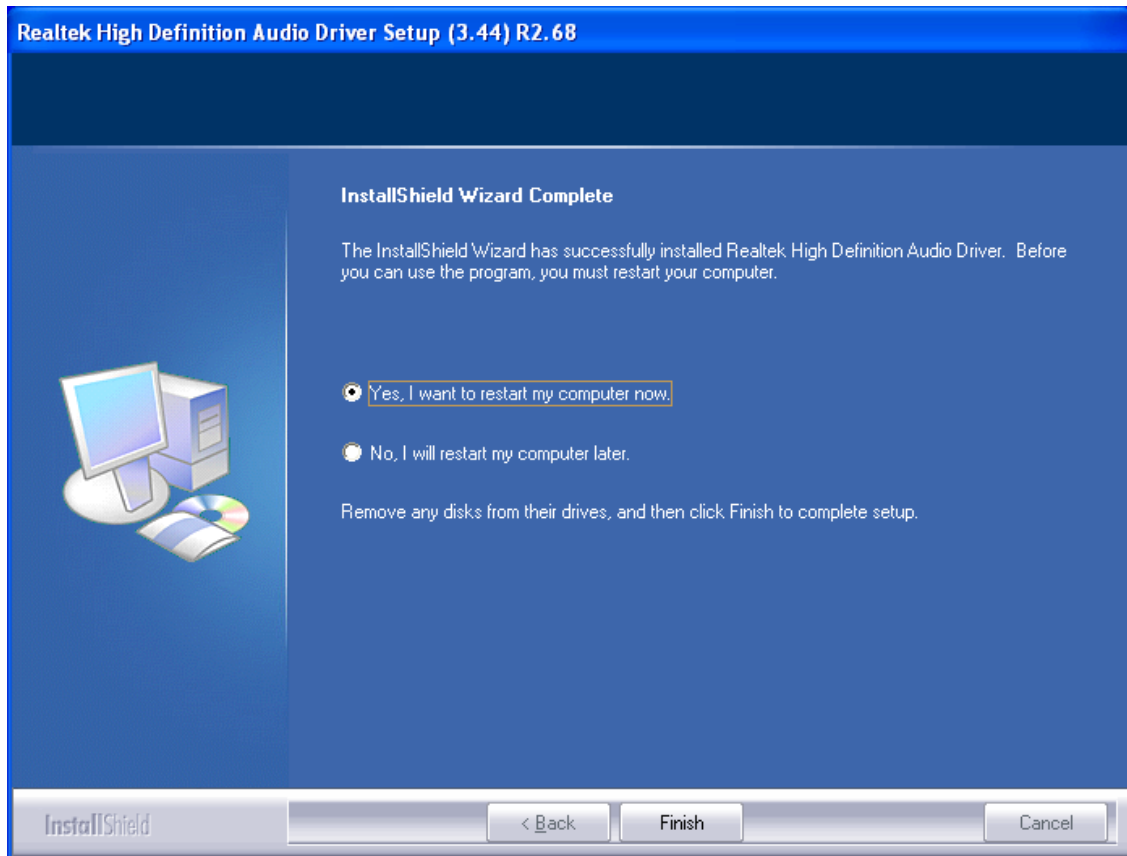 Realtek High Definition Audio Driver Setup (3.44) R2.68
InstallShield Wizard Complete
The InstallShield Wizard has successfully installed Realtek High Definition Audio Driver.  Before
you can use the program, you must restart your computer.
Yes, I want to restart my computer now.
No, I will restart my computer later.
Remove any disks from their drives, and then click Finish to complete setup.
InstallShield
< Back
Finish
Cancel